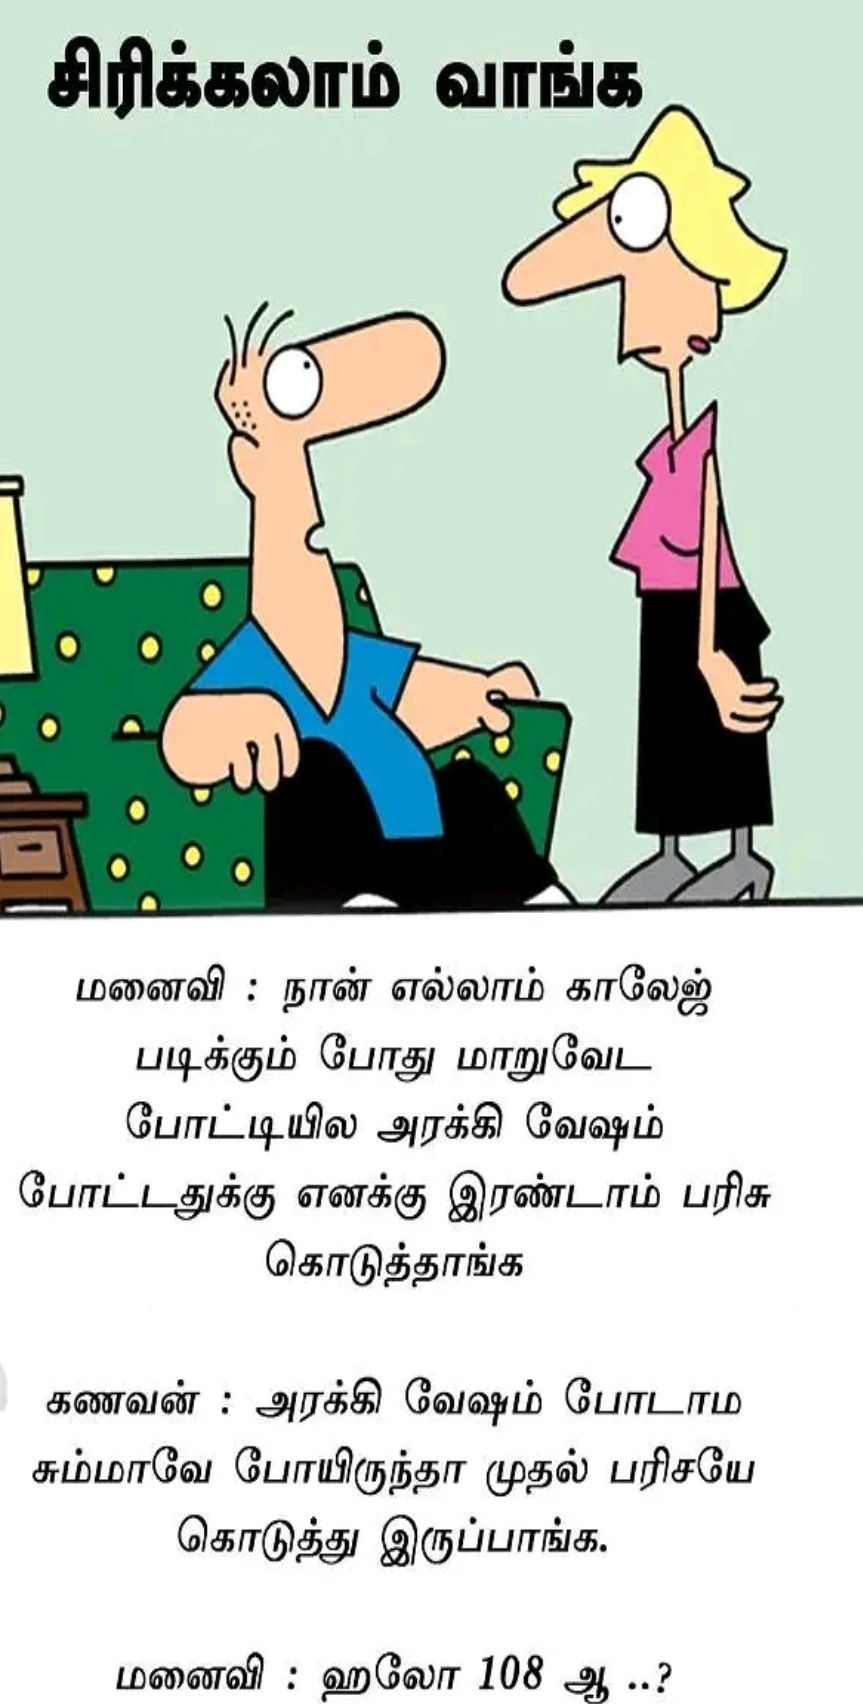 சிரிக்கலாம் வாங்க
மனைவி : நான் எல்லாம் காலேஜ்
படிக்கும் போது மாறுவேட
போட்டியில அரக்கி வேஷம்
போட்டதுக்கு எனக்கு இரண்டாம் பரிசு
கொடுத்தாங்க
கணவன் : அரக்கி வேஷம் போடாம
சும்மாவே போயிருந்தா முதல் பரிசயே
கொடுத்து இருப்பாங்க.
மனைவி : ஹலோ 108 ஆ ..?